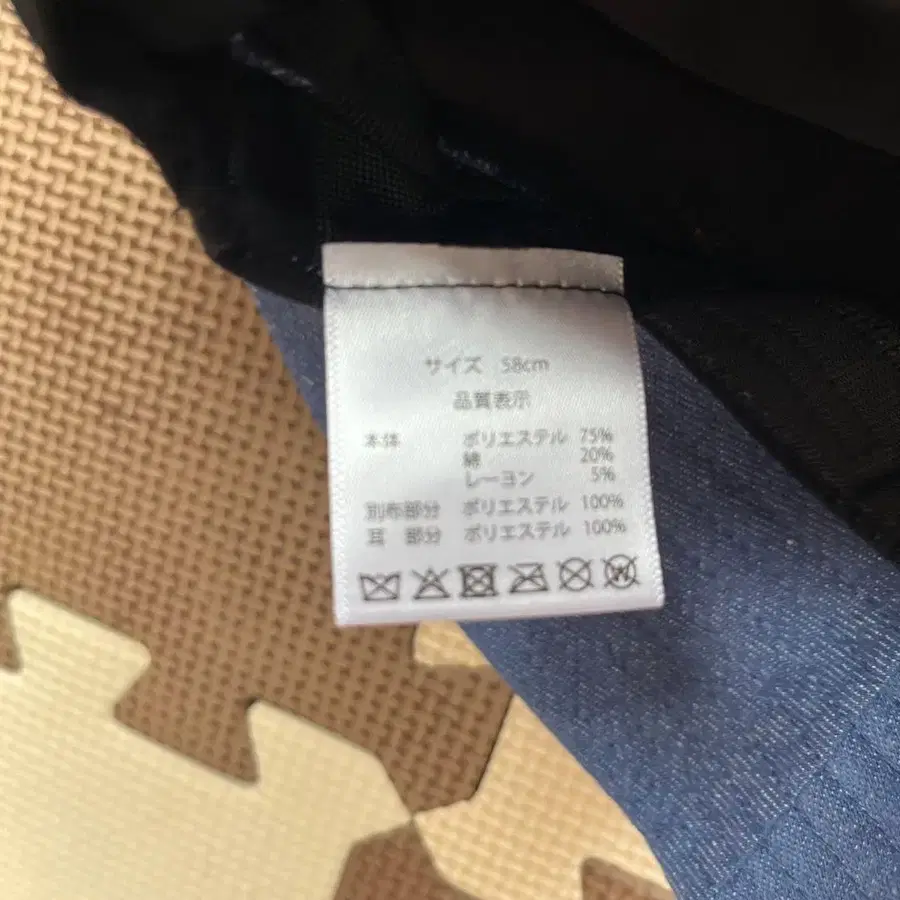 サイズ 58cm
品質表示
本体 ポリエステル 75%
綿 20%
レーヨン 5%
別布部分 ポリエステル 100%
耳 部分 ポリエステル 100%